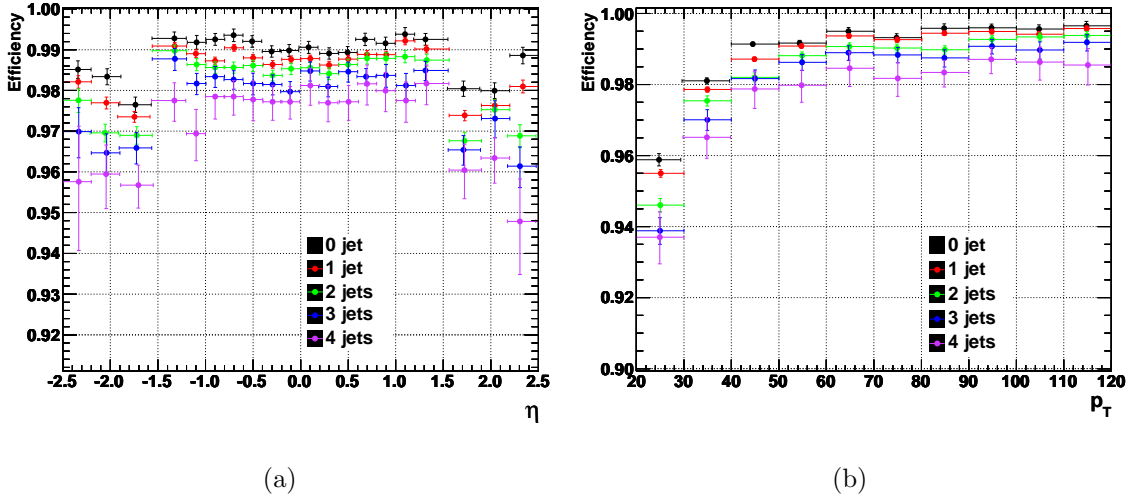 Efficiency
1.00
0.99
0.98
0.97
0.96
0.95
0.94
0.93
0.92
-2.5 -2.0 -1.5 -1.0 -0.5 0.0 0.5 1.0 1.5 2.0 2.5
η
0 jet
1 jet
2 jets
3 jets
4 jets
(a)
Efficiency
1.00
0.98
0.96
0.94
0.92
0.90
20 30 40 50 60 70 80 90 100 110 120
p_T
0 jet
1 jet
2 jets
3 jets
4 jets
(b)